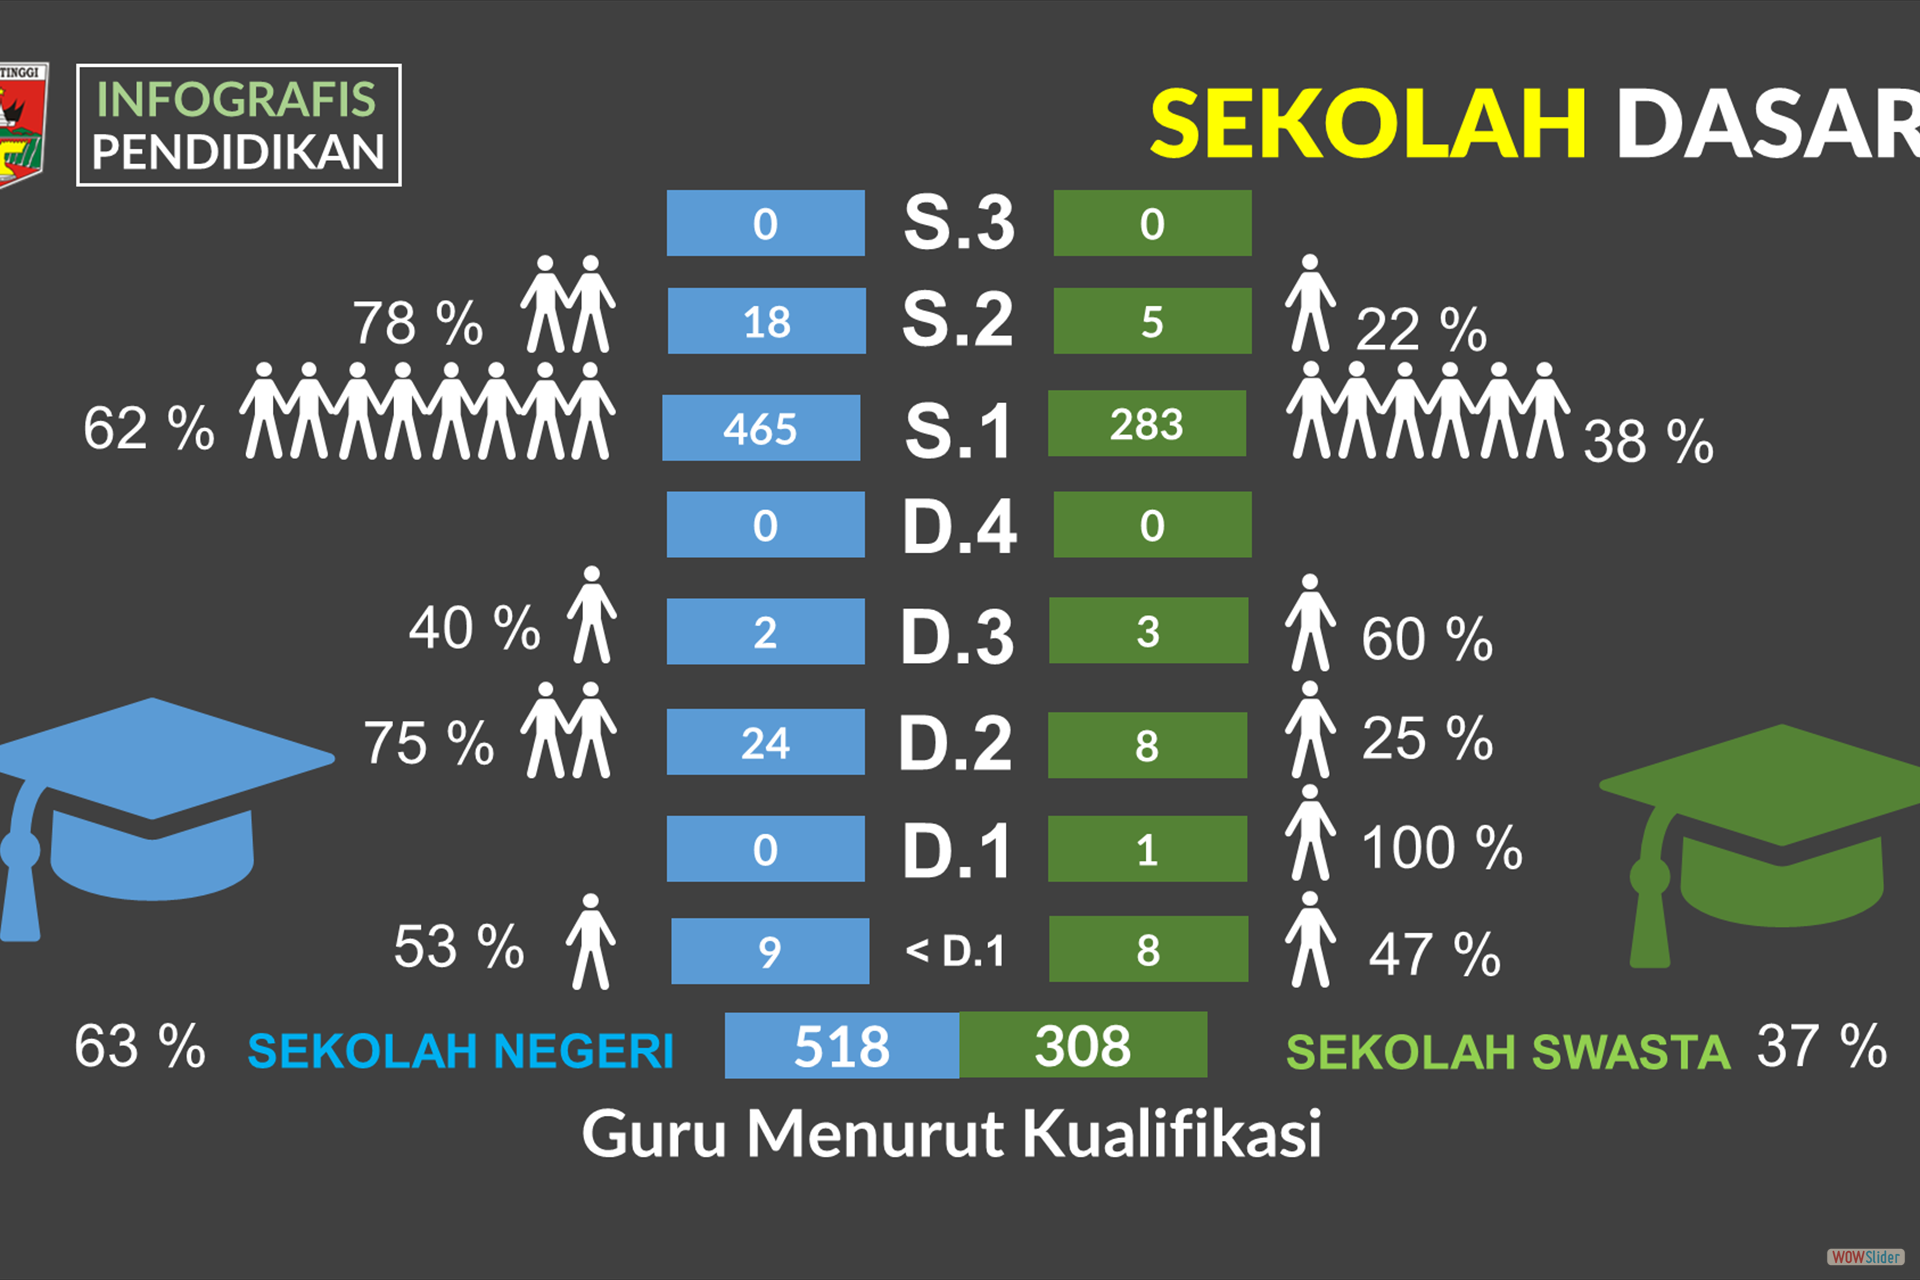 TINGGI
INFOGRAFIS
PENDIDIKAN
SEKOLAH DASAR
0 S.3 0
78 % 18 S.2 5 22 %
62 % 465 S.1 283 38 %
0 D.4 0
40 % 2 D.3 3 60 %
75 % 24 D.2 8 25 %
0 D.1 1 100 %
53 % 9 < D.1 8 47 %
63 % SEKOLAH NEGERI 518 308 SEKOLAH SWASTA 37 %
Guru Menurut Kualifikasi
WOWSlider